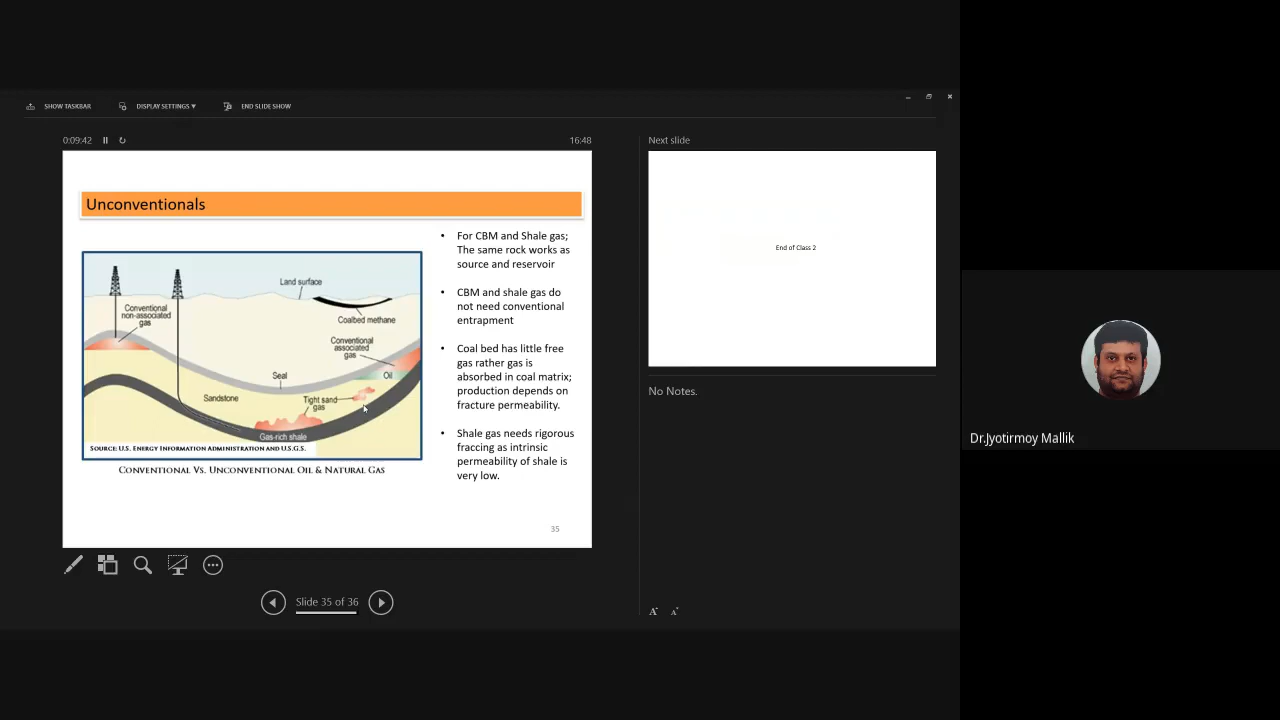 SHOW TASKBAR
DISPLAY SETTINGS ▾
END SLIDE SHOW
0:09:42
16:48
Next slide
Unconventionals
Land surface
Conventional
non-associated
gas
Coalbed methane
Conventional
associated
gas
Seal
Oil
Sandstone
Tight sand
gas
Gas-rich shale
SOURCE: U.S. ENERGY INFORMATION ADMINISTRATION AND U.S.G.S.
CONVENTIONAL VS. UNCONVENTIONAL OIL & NATURAL GAS
• For CBM and Shale gas;
The same rock works as
source and reservoir
• CBM and shale gas do
not need conventional
entrapment
• Coal bed has little free
gas rather gas is
absorbed in coal matrix;
production depends on
fracture permeability.
• Shale gas needs rigorous
fraccing as intrinsic
permeability of shale is
very low.
35
End of Class 2
No Notes.
Slide 35 of 36
A A
Dr.Jyotirmoy Mallik